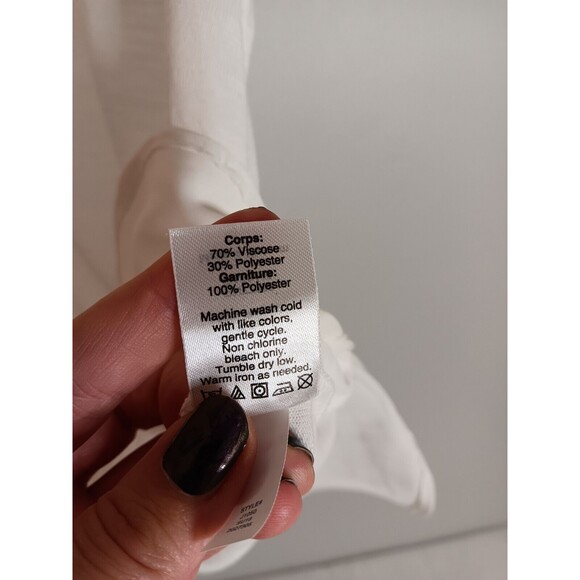 Corps:
70% Viscose
30% Polyester
Garniture:
100% Polyester
Machine wash cold
with like colors,
gentle cycle.
Non chlorine
bleach only.
Tumble dry low.
Warm iron as needed.
STYLE#